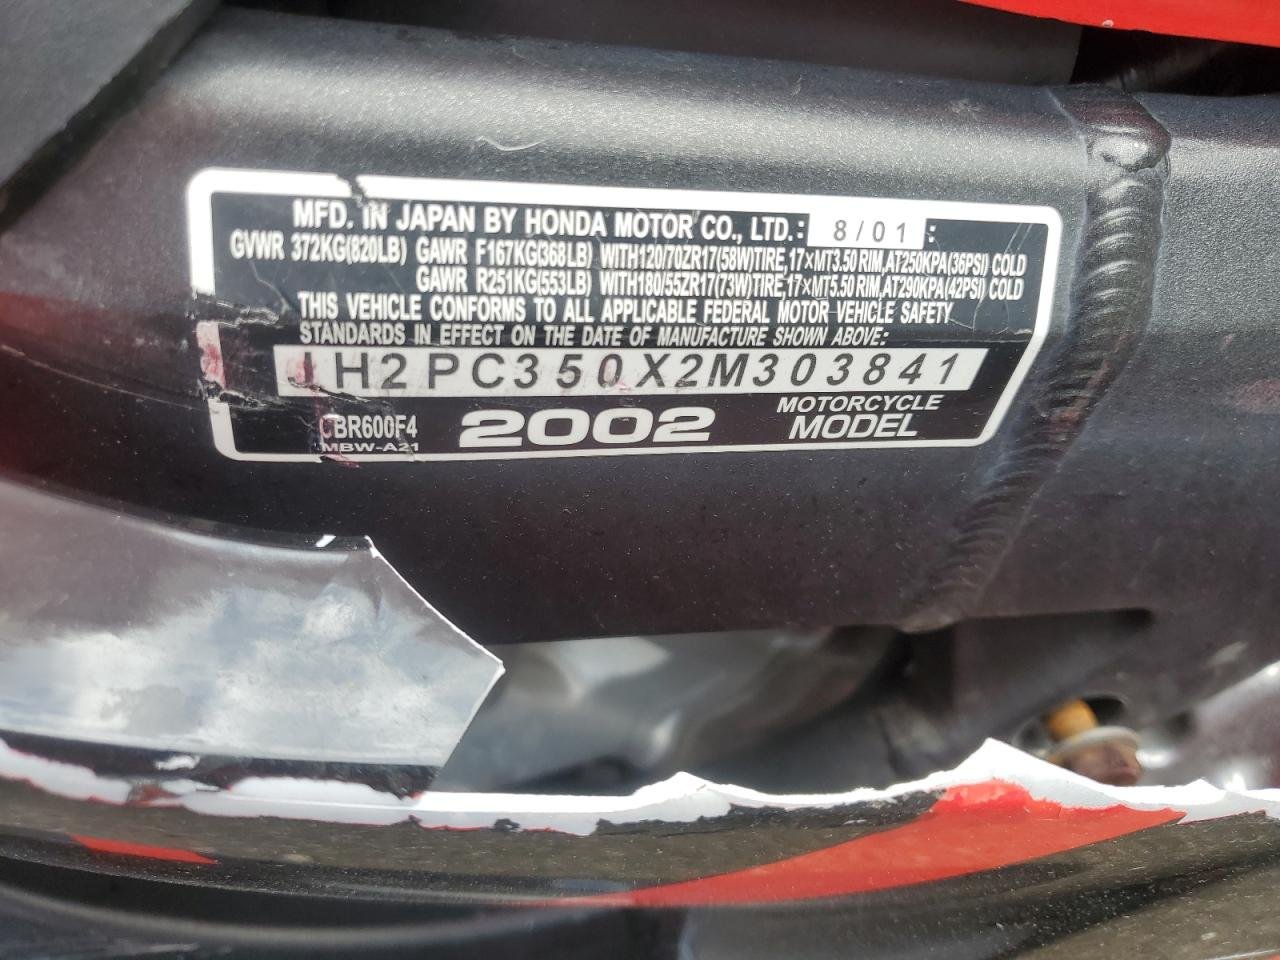 MFD. IN JAPAN BY HONDA MOTOR CO., LTD.: 8/01 :
GVWR 372KG(820LB) GAWR F167KG(368LB) WITH120/70ZR17(58W)TIRE,17×MT3.50 RIM,AT250KPA(36PSI) COLD
GAWR R251KG(553LB) WITH180/55ZR17(73W)TIRE,17×MT5.50 RIM,AT290KPA(42PSI) COLD
THIS VEHICLE CONFORMS TO ALL APPLICABLE FEDERAL MOTOR VEHICLE SAFETY
STANDARDS IN EFFECT ON THE DATE OF MANUFACTURE SHOWN ABOVE:
JH2PC350X2M303841
CBR600F4 2002 MOTORCYCLE
MBW-A21 MODEL